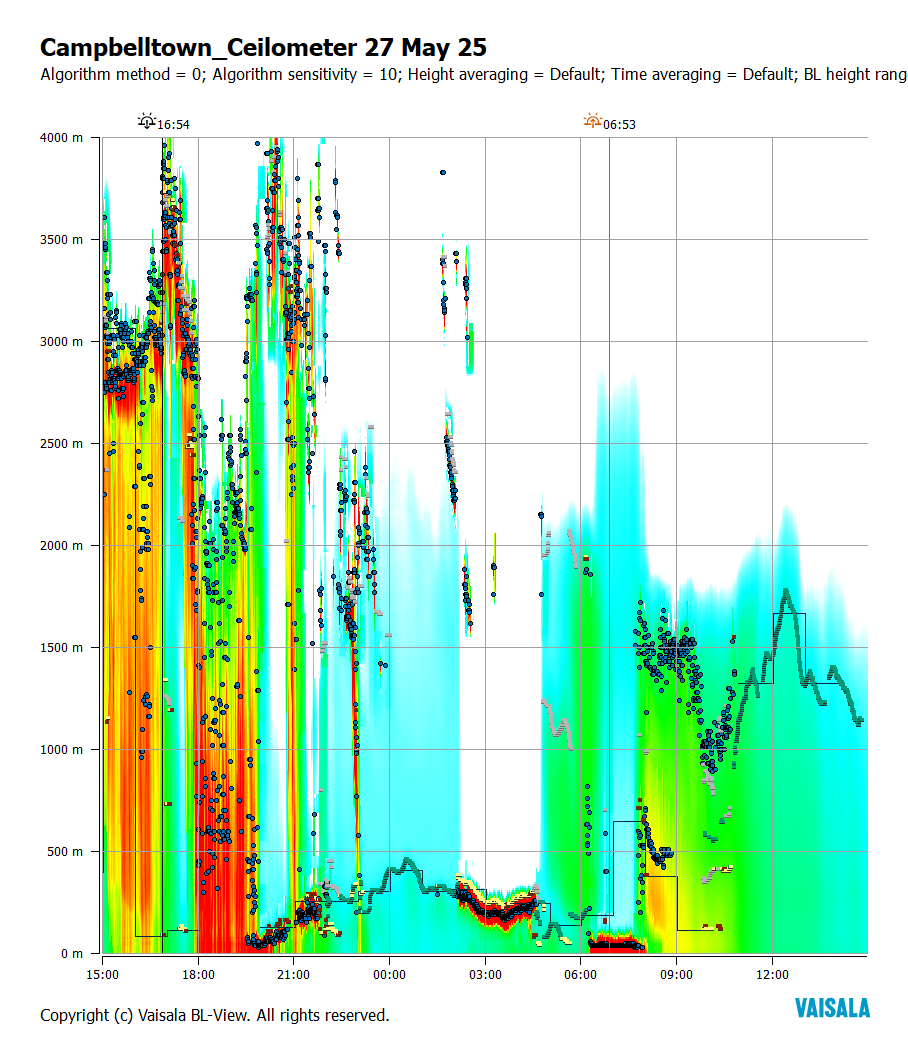 Campbelltown_Ceilometer 27 May 25
Algorithm method = 0; Algorithm sensitivity = 10; Height averaging = Default; Time averaging = Default; BL height rang
16:54
06:53
4000 m
3500 m
3000 m
2500 m
2000 m
1500 m
1000 m
500 m
0 m
15:00
18:00
21:00
00:00
03:00
06:00
09:00
12:00
Copyright (c) Vaisala BL-View. All rights reserved.
VAISALA